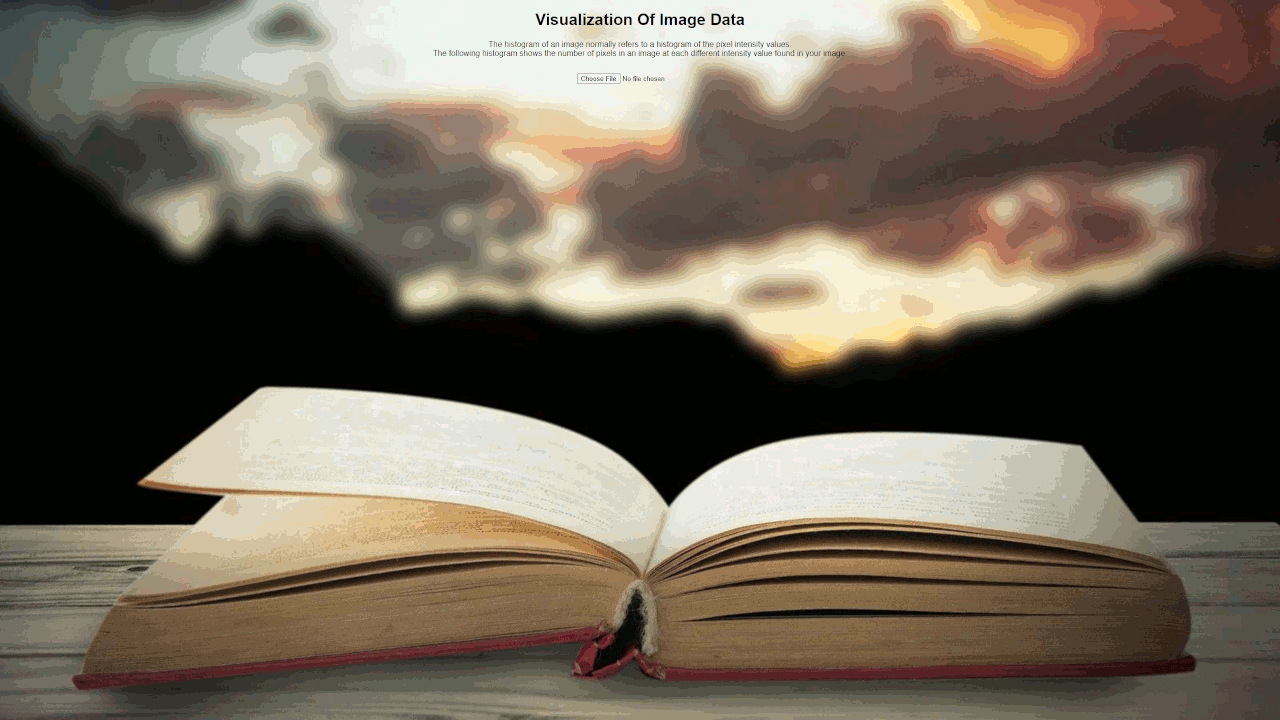 Visualization Of Image Data
The histogram of an image normally refers to a histogram of the pixel intensity values.
The following histogram shows the number of pixels in an image at each different intensity value found in your image
Choose File No file chosen